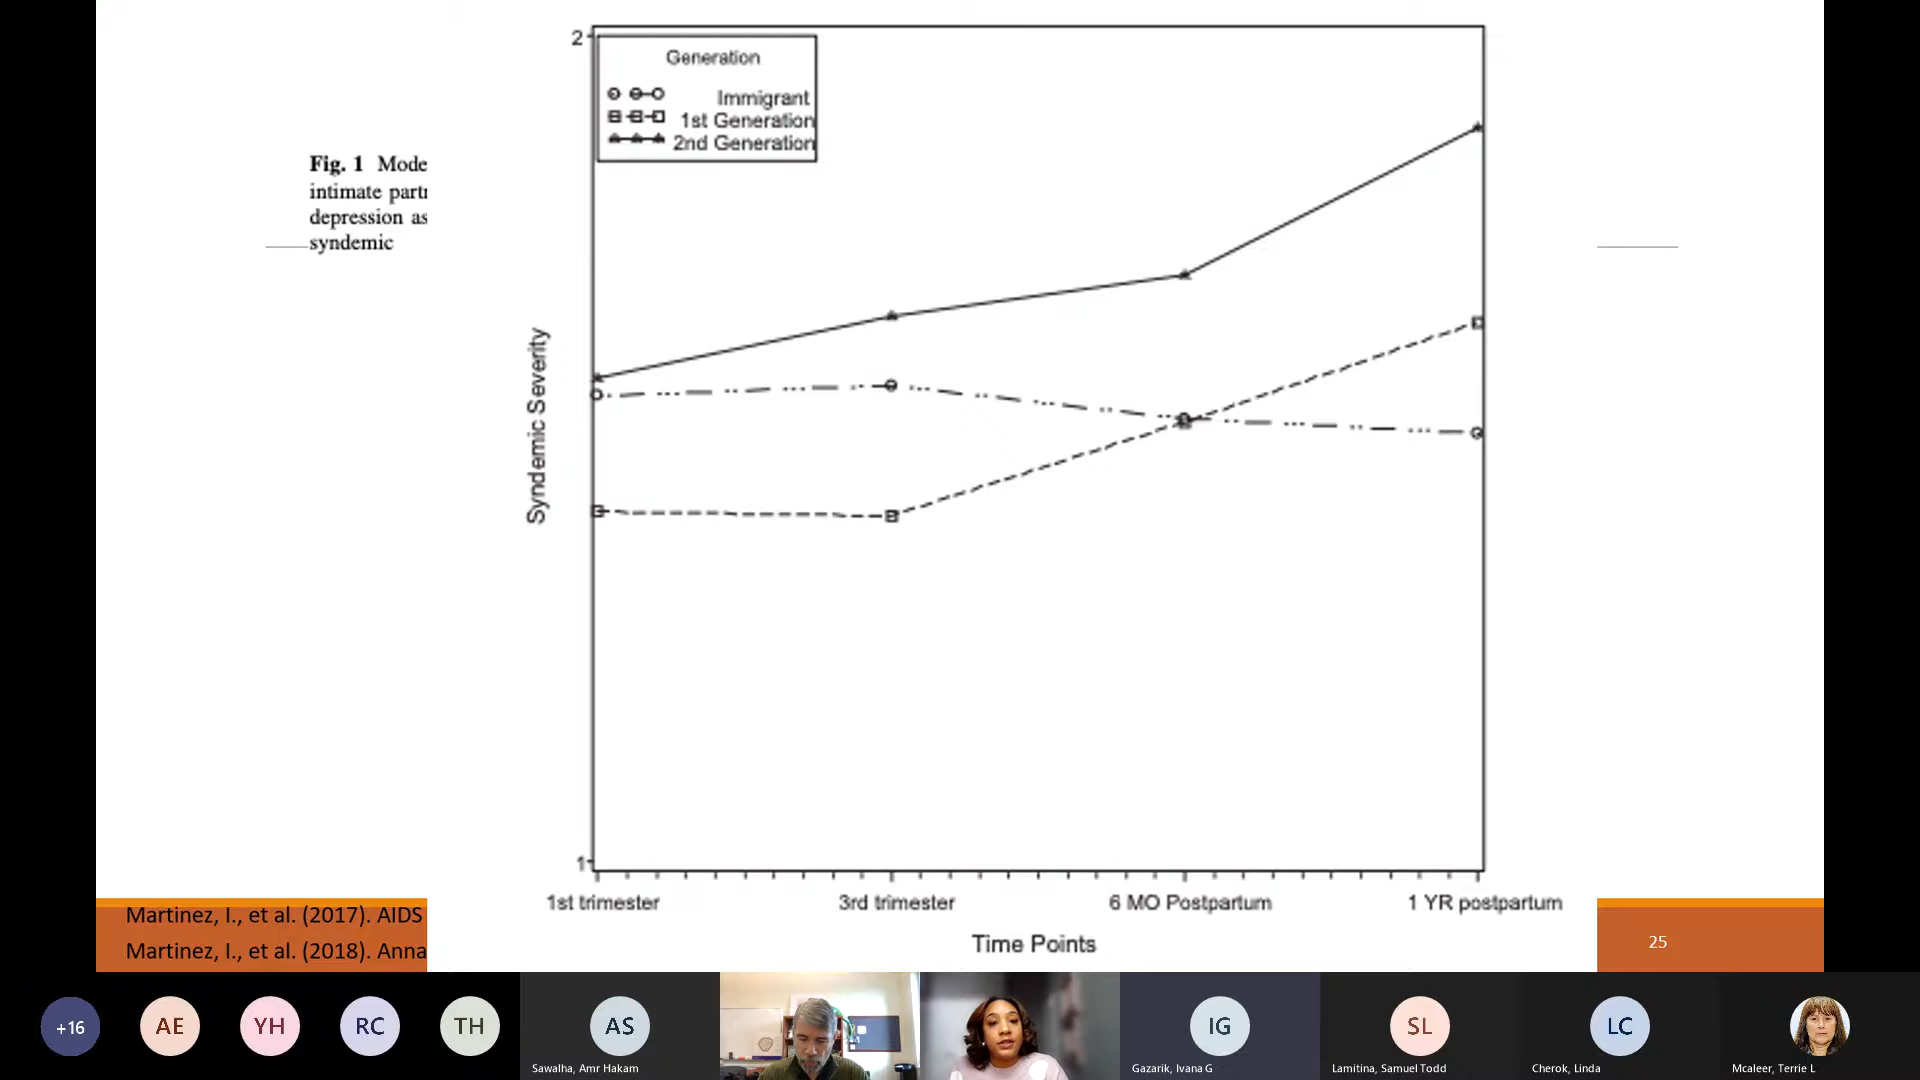 2
Generation
Immigrant
1st Generation
2nd Generation
Fig. 1 Mode
intimate partn
depression as
syndemic
Syndemic Severity
1
1st trimester
3rd trimester
6 MO Postpartum
1 YR postpartum
Time Points
Martinez, I., et al. (2017). AIDS
Martinez, I., et al. (2018). Anna
25
+16
AE
YH
RC
TH
AS
Sawalha, Amr Hakam
IG
Gazarik, Ivana G
SL
Lamitina, Samuel Todd
LC
Cherok, Linda
Mcaleer, Terrie L